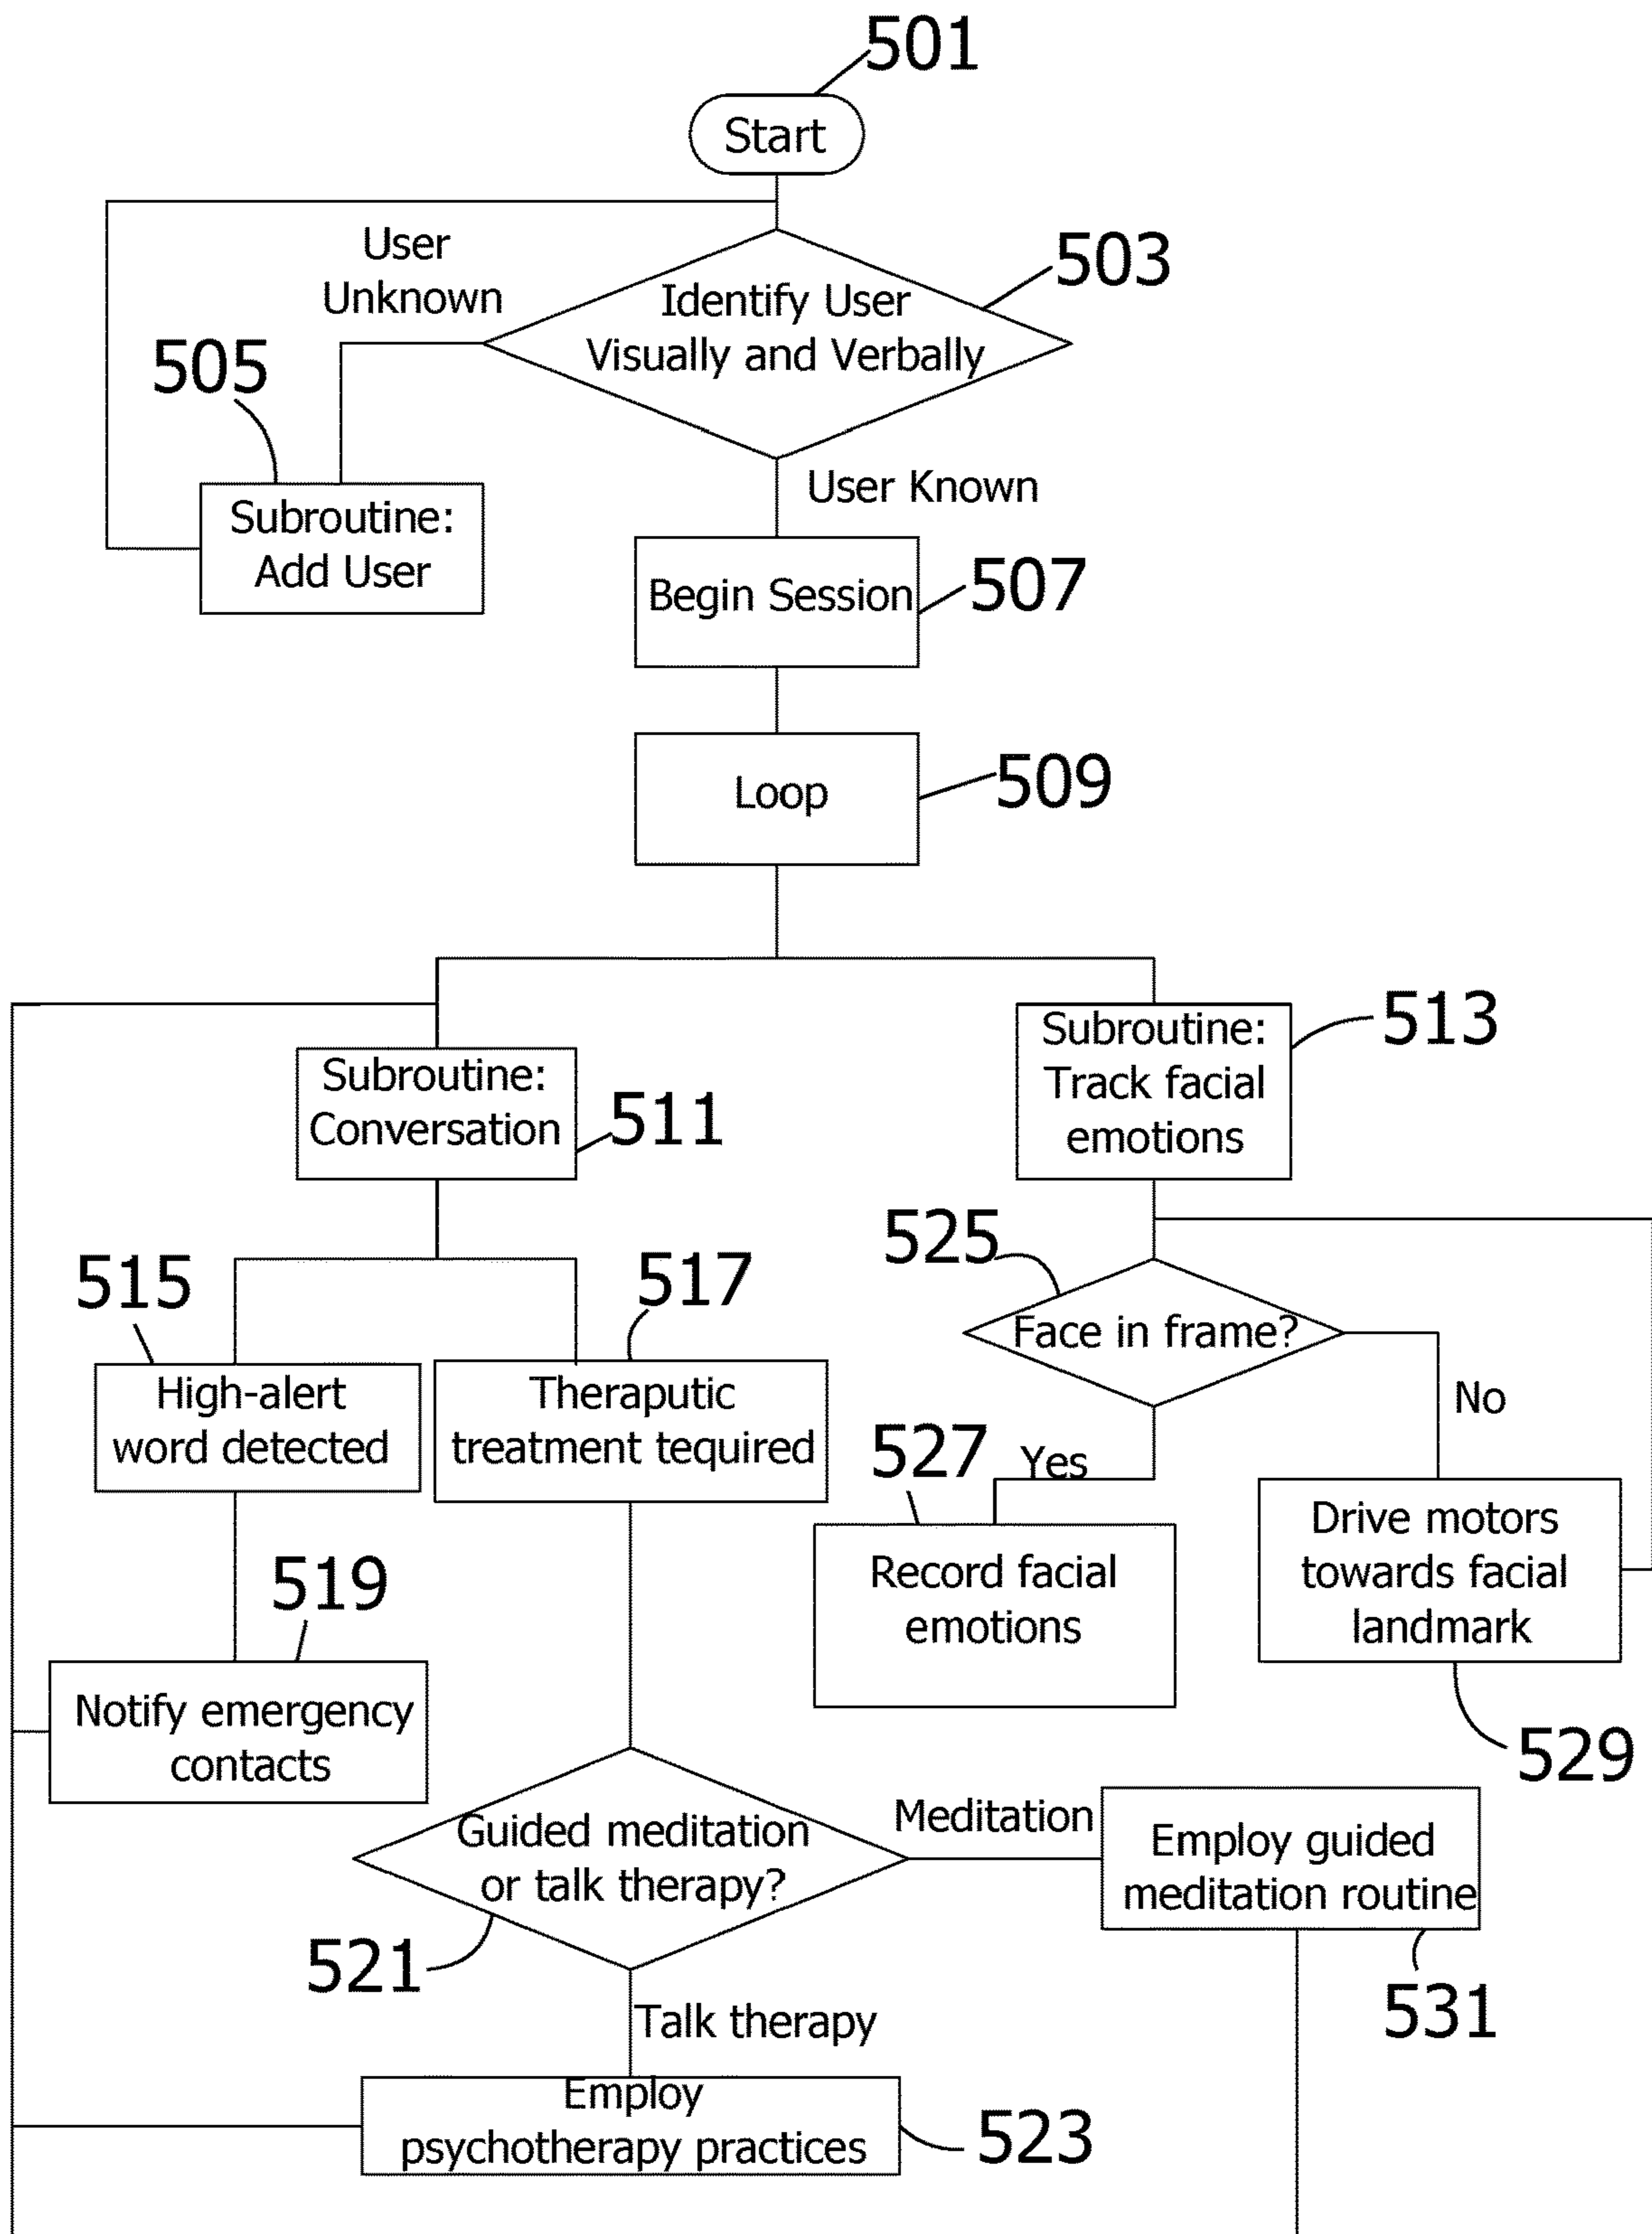 501
Start
User
Unknown
503
Identify User
Visually and Verbally
505
Subroutine:
Add User
User Known
Begin Session
507
Loop
509
Subroutine:
Conversation
511
Subroutine:
Track facial
emotions
513
515
High-alert
word detected
517
Theraputic
treatment tequired
525
Face in frame?
No
Yes
527
Record facial
emotions
Drive motors
towards facial
landmark
529
519
Notify emergency
contacts
Guided meditation
or talk therapy?
521
Meditation
Employ guided
meditation routine
531
Talk therapy
Employ
psychotherapy practices
523